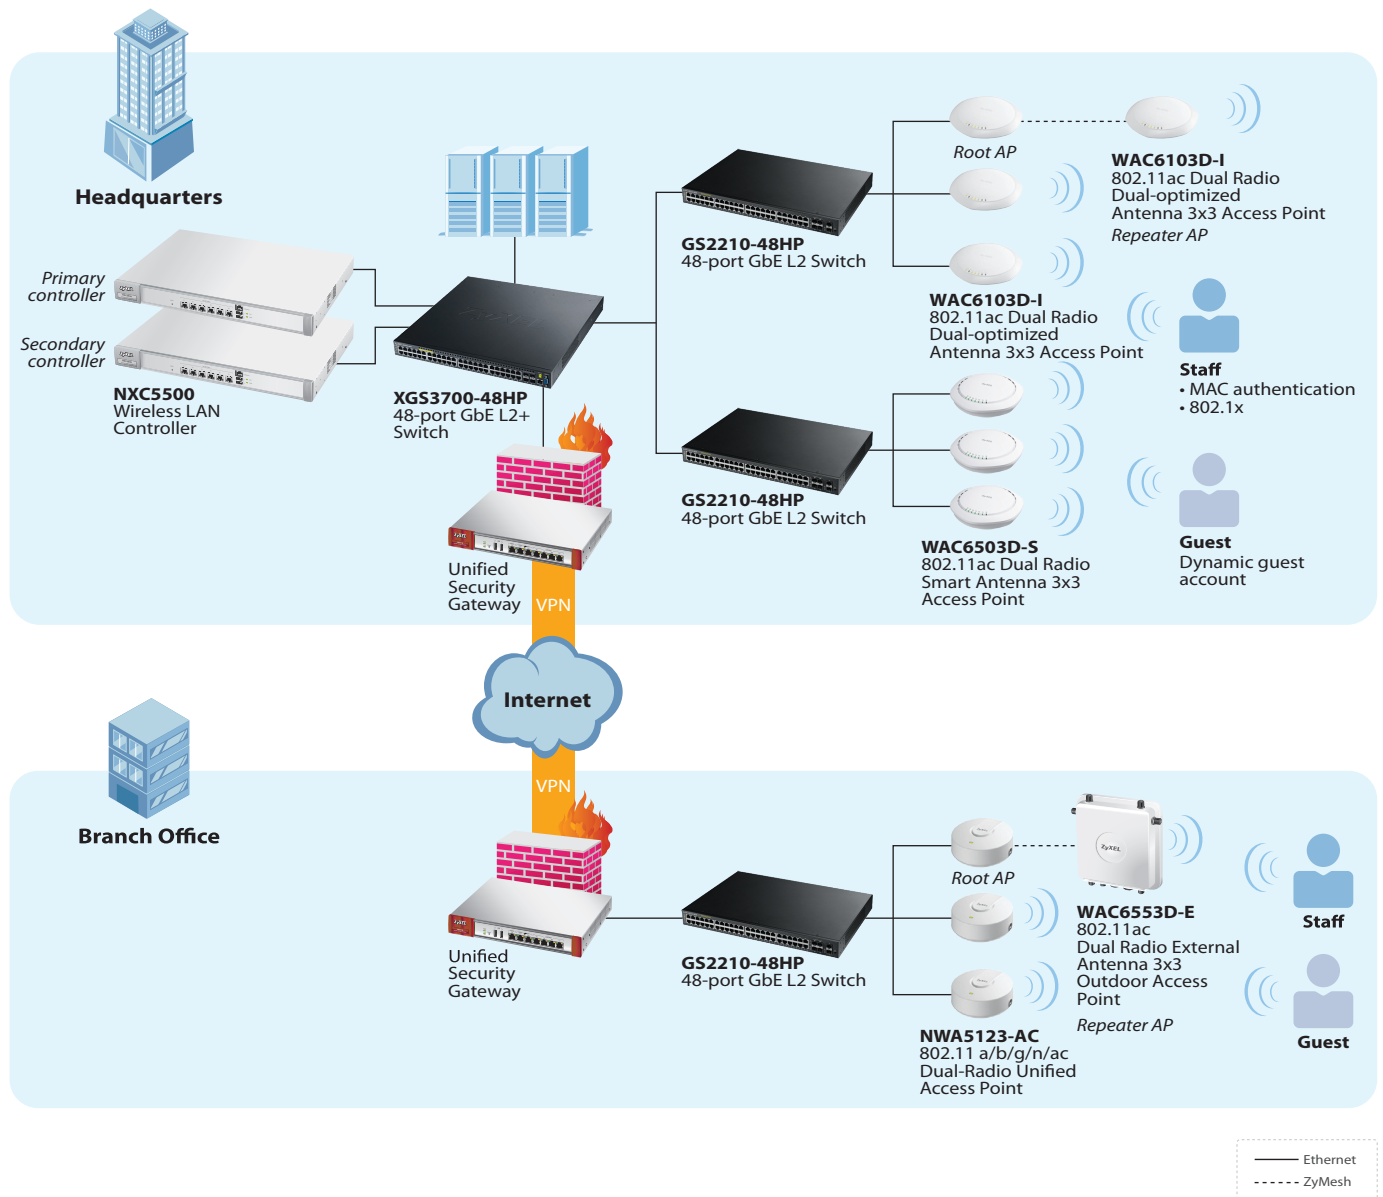 Headquarters
Primary
controller
Secondary
controller
NXC5500
Wireless LAN
Controller
XGS3700-48HP
48-port GbE L2+
Switch
GS2210-48HP
48-port GbE L2 Switch
Root AP
WAC6103D-I
802.11ac Dual Radio
Dual-optimized
Antenna 3x3 Access Point
Repeater AP
WAC6103D-I
802.11ac Dual Radio
Dual-optimized
Antenna 3x3 Access Point
Staff
• MAC authentication
• 802.1x
GS2210-48HP
48-port GbE L2 Switch
WAC6503D-S
802.11ac Dual Radio
Smart Antenna 3x3
Access Point
Guest
Dynamic guest
account
Unified
Security
Gateway
VPN
Internet
VPN
Branch Office
Unified
Security
Gateway
GS2210-48HP
48-port GbE L2 Switch
Root AP
ZyXEL
WAC6553D-E
802.11ac
Dual Radio External
Antenna 3x3
Outdoor Access
Point
Repeater AP
NWA5123-AC
802.11 a/b/g/n/ac
Dual-Radio Unified
Access Point
Staff
Guest
Ethernet
ZyMesh